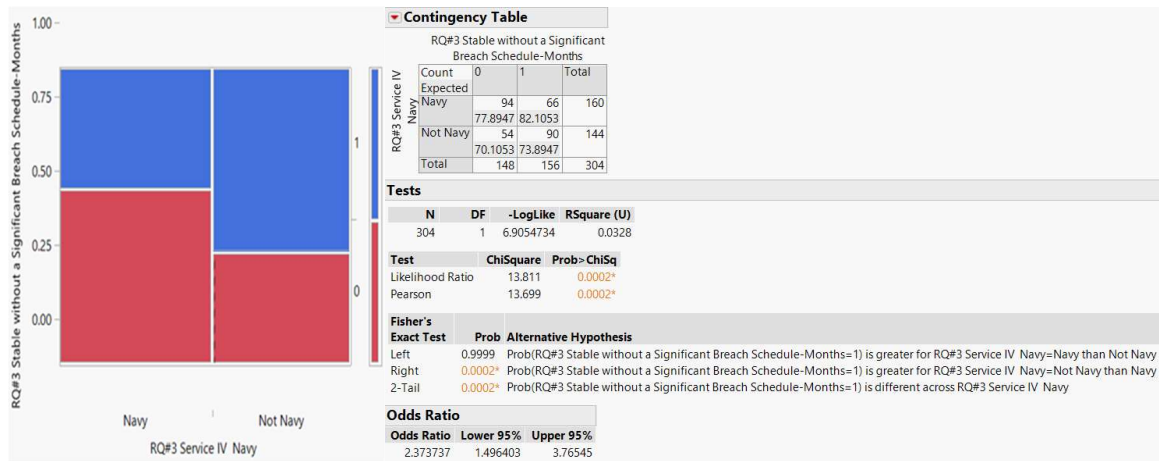 RQ#3 Stable without a Significant Breach Schedule-Months
1.00
0.75
0.50
0.25
0.00
1
0
Navy
Not Navy
RQ#3 Service IV Navy
Contingency Table
RQ#3 Stable without a Significant
Breach Schedule-Months
RQ#3 Service IV
Navy
Count 0 1 Total
Expected
Navy 94 66 160
77.8947 82.1053
Not Navy 54 90 144
70.1053 73.8947
Total 148 156 304
Tests
N DF -LogLike RSquare (U)
304 1 6.9054734 0.0328
Test ChiSquare Prob>ChiSq
Likelihood Ratio 13.811 0.0002*
Pearson 13.699 0.0002*
Fisher's
Exact Test Prob Alternative Hypothesis
Left 0.9999 Prob(RQ#3 Stable without a Significant Breach Schedule-Months=1) is greater for RQ#3 Service IV Navy=Navy than Not Navy
Right 0.0002* Prob(RQ#3 Stable without a Significant Breach Schedule-Months=1) is greater for RQ#3 Service IV Navy=Not Navy than Navy
2-Tail 0.0002* Prob(RQ#3 Stable without a Significant Breach Schedule-Months=1) is different across RQ#3 Service IV Navy
Odds Ratio
Odds Ratio Lower 95% Upper 95%
2.373737 1.496403 3.76545